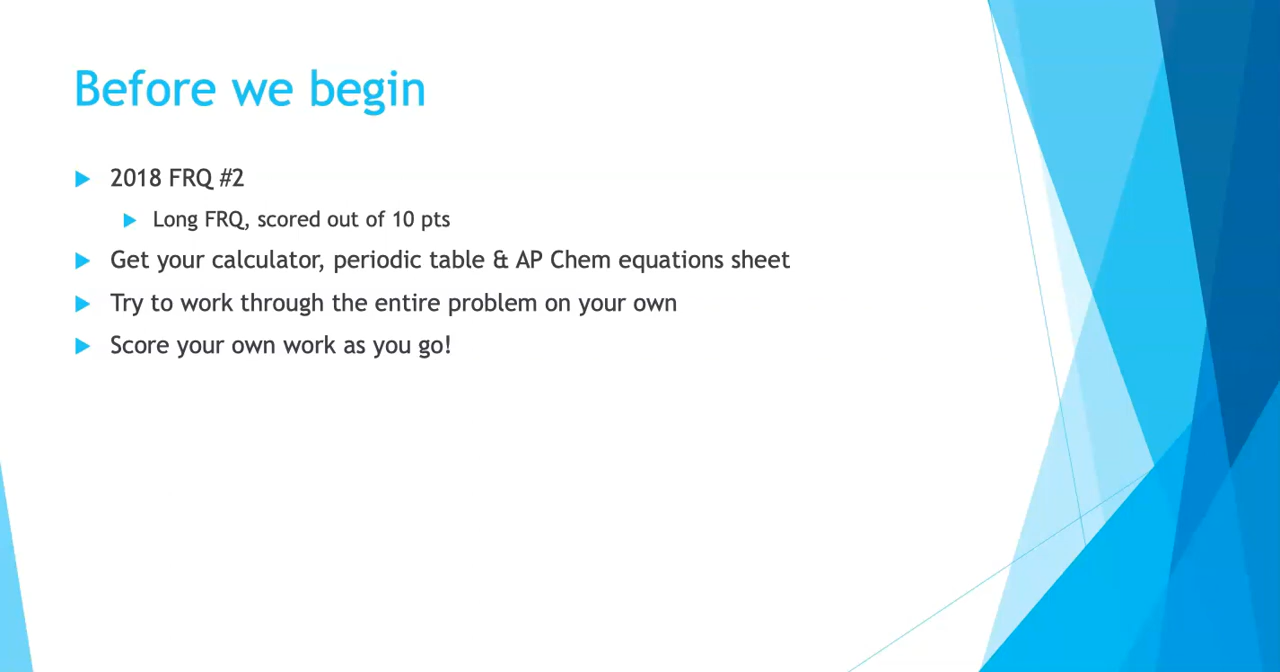 Before we begin
2018 FRQ #2
Long FRQ, scored out of 10 pts
Get your calculator, periodic table & AP Chem equations sheet
Try to work through the entire problem on your own
Score your own work as you go!